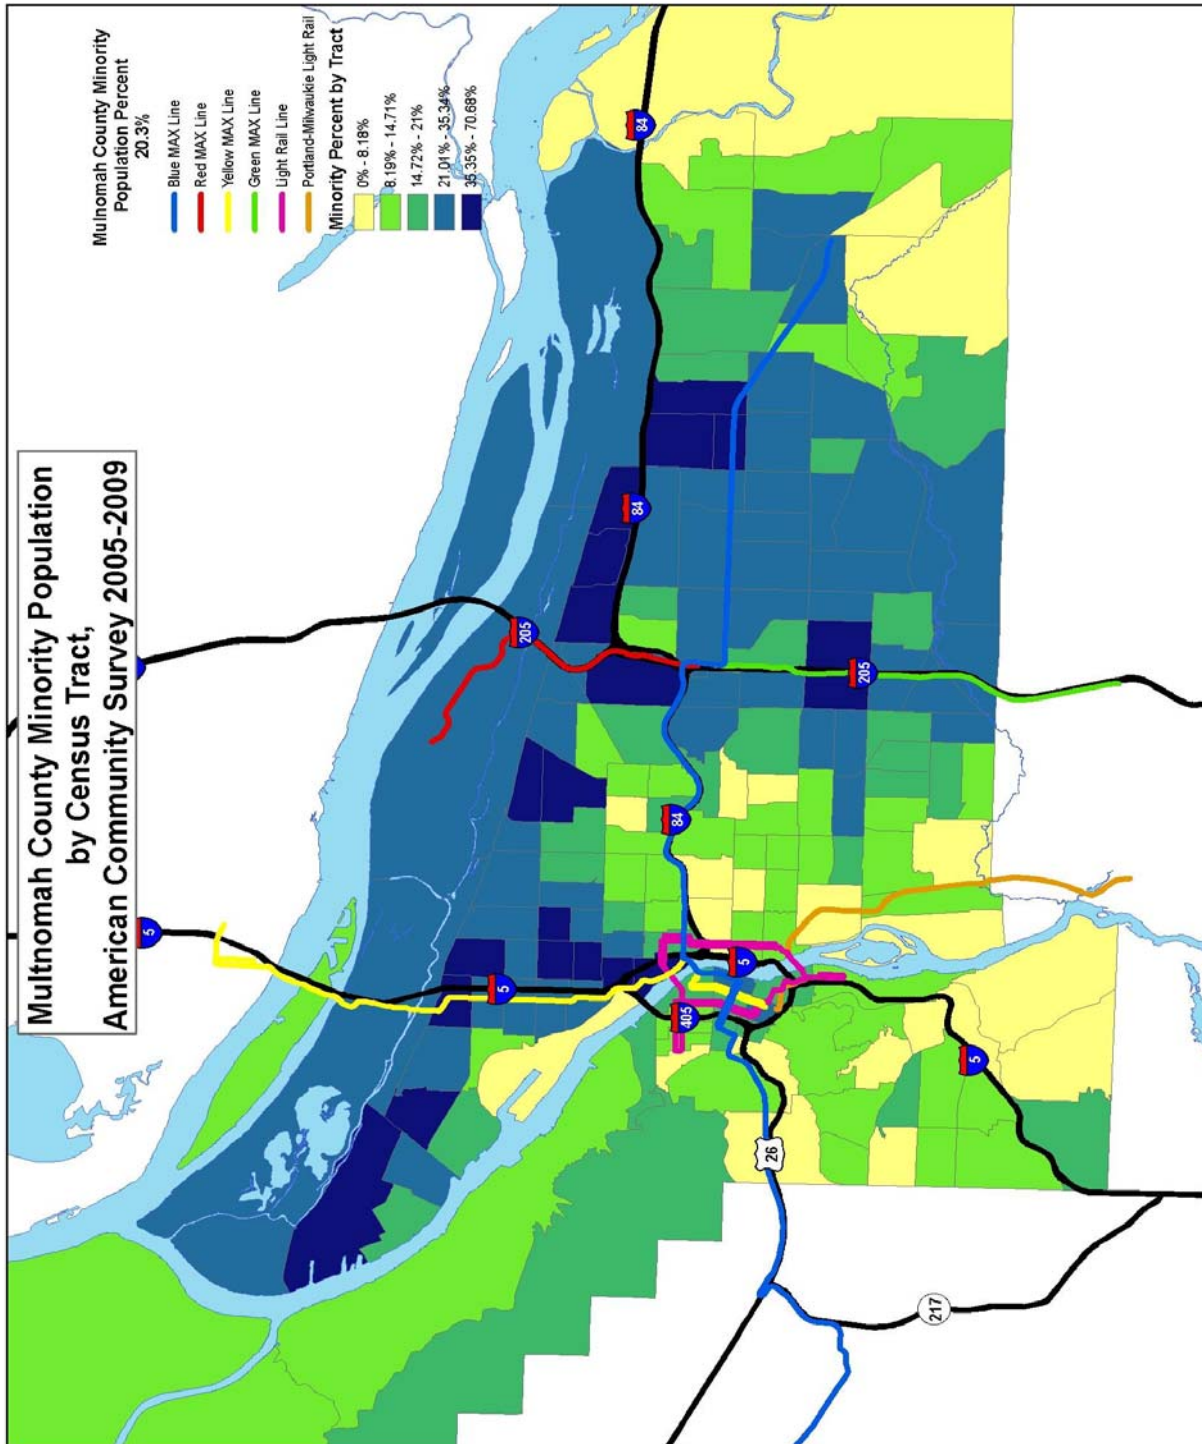 Multnomah County Minority Population
by Census Tract,
American Community Survey 2005-2009
Mulnomah County Minority
Population Percent
20.3%
Blue MAX Line
Red MAX Line
Yellow MAX Line
Green MAX Line
Light Rail Line
Portland-Milwaukie Light Rail
Minority Percent by Tract
0% - 8.18%
8.19% - 14.71%
14.72% - 21%
21.01% - 35.34%
35.35% - 70.68%
5
205
84
84
5
84
405
5
205
26
5
217